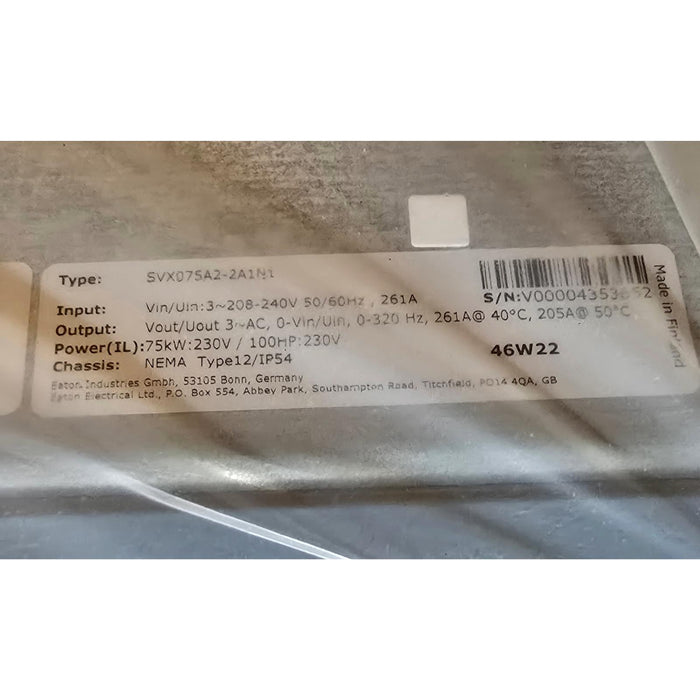 Type: SVX075A2-2A1N1
Input: Vin/Uin:3~208-240V 50/60Hz , 261A
S/N:
Output: Vout/Uout 3~AC, 0-Vin/Uin, 0-320 Hz, 261A@ 40°C, 205A@ 50°C
Power(IL): 75kW:230V / 100HP:230V
Chassis: NEMA Type12/IP54
46W22
Eaton Industries Gmbh, 53105 Bonn, Germany
Eaton Electrical Ltd., P.O. Box 554, Abbey Park, Southampton Road, Titchfield, PO14 4QA, GB
Made in Finland